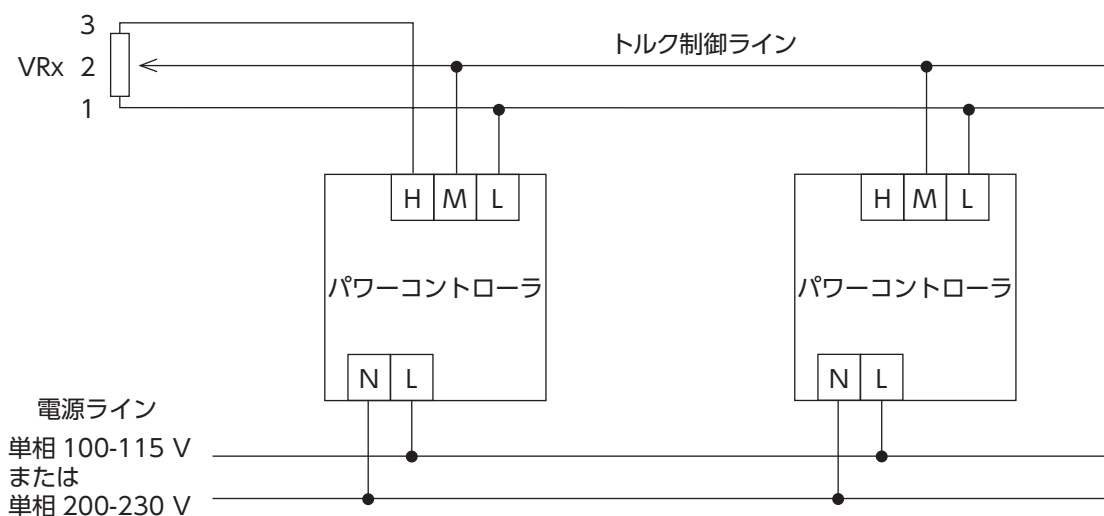 3
トルク制御ライン
VRx 2
1
H M L
H M L
パワーコントローラ
パワーコントローラ
N L
N L
電源ライン
単相 100-115 V
または
単相 200-230 V